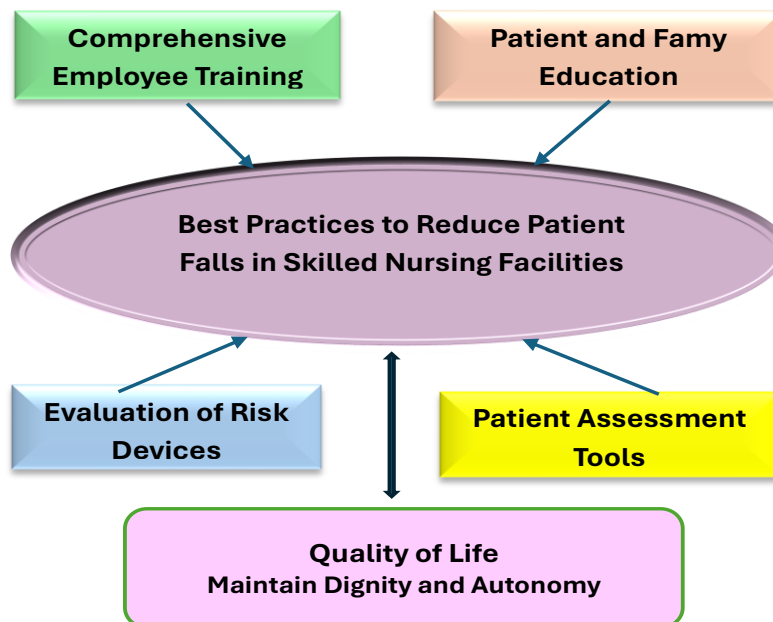 Comprehensive
Employee Training
Patient and Famy
Education
Best Practices to Reduce Patient
Falls in Skilled Nursing Facilities
Evaluation of Risk
Devices
Patient Assessment
Tools
Quality of Life
Maintain Dignity and Autonomy